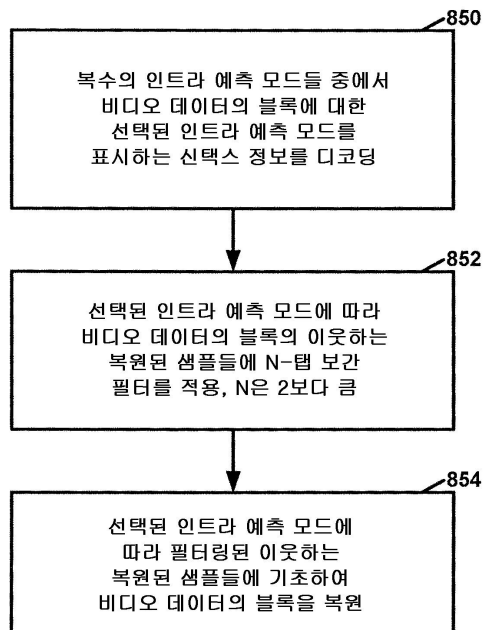 850
복수의 인트라 예측 모드들 중에서
비디오 데이터의 블록에 대한
선택된 인트라 예측 모드를
표시하는 신택스 정보를 디코딩
852
선택된 인트라 예측 모드에 따라
비디오 데이터의 블록의 이웃하는
복원된 샘플들에 N-탭 보간
필터를 적용, N은 2보다 큼
854
선택된 인트라 예측 모드에
따라 필터링된 이웃하는
복원된 샘플들에 기초하여
비디오 데이터의 블록을 복원